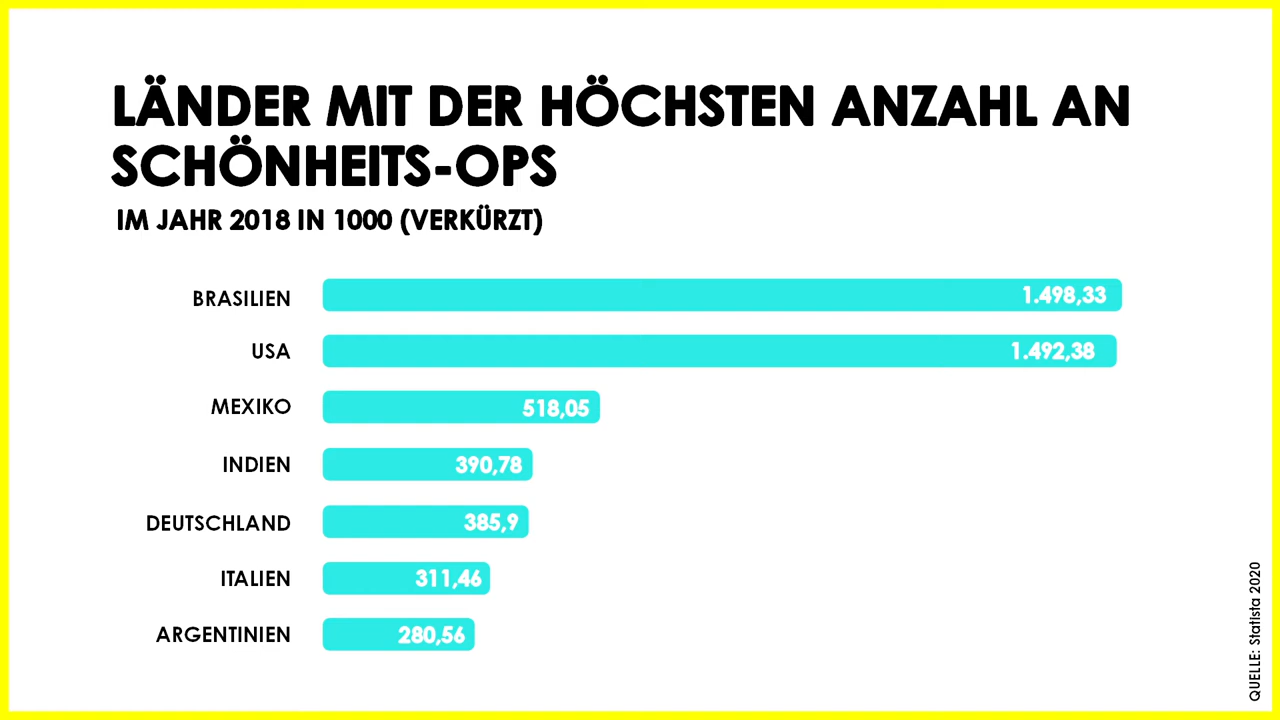 LÄNDER MIT DER HÖCHSTEN ANZAHL AN
SCHÖNHEITS-OPS
IM JAHR 2018 IN 1000 (VERKÜRZT)
BRASILIEN 1.498,33
USA 1.492,38
MEXIKO 518,05
INDIEN 390,78
DEUTSCHLAND 385,9
ITALIEN 311,46
ARGENTINIEN 280,56
QUELLE: Statista 2020